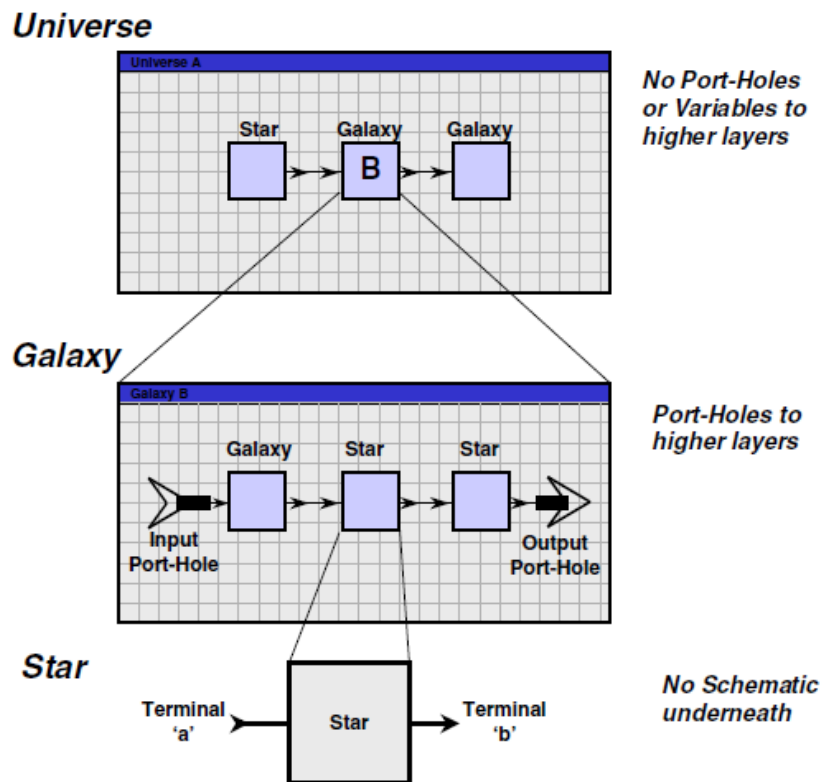 Universe
Universe A
No Port-Holes
or Variables to
higher layers
Star
Galaxy
Galaxy
B
Galaxy
Galaxy B
Port-Holes to
higher layers
Galaxy
Star
Star
Input
Port-Hole
Output
Port-Hole
Star
No Schematic
underneath
Terminal
‘a’
Star
Terminal
‘b’